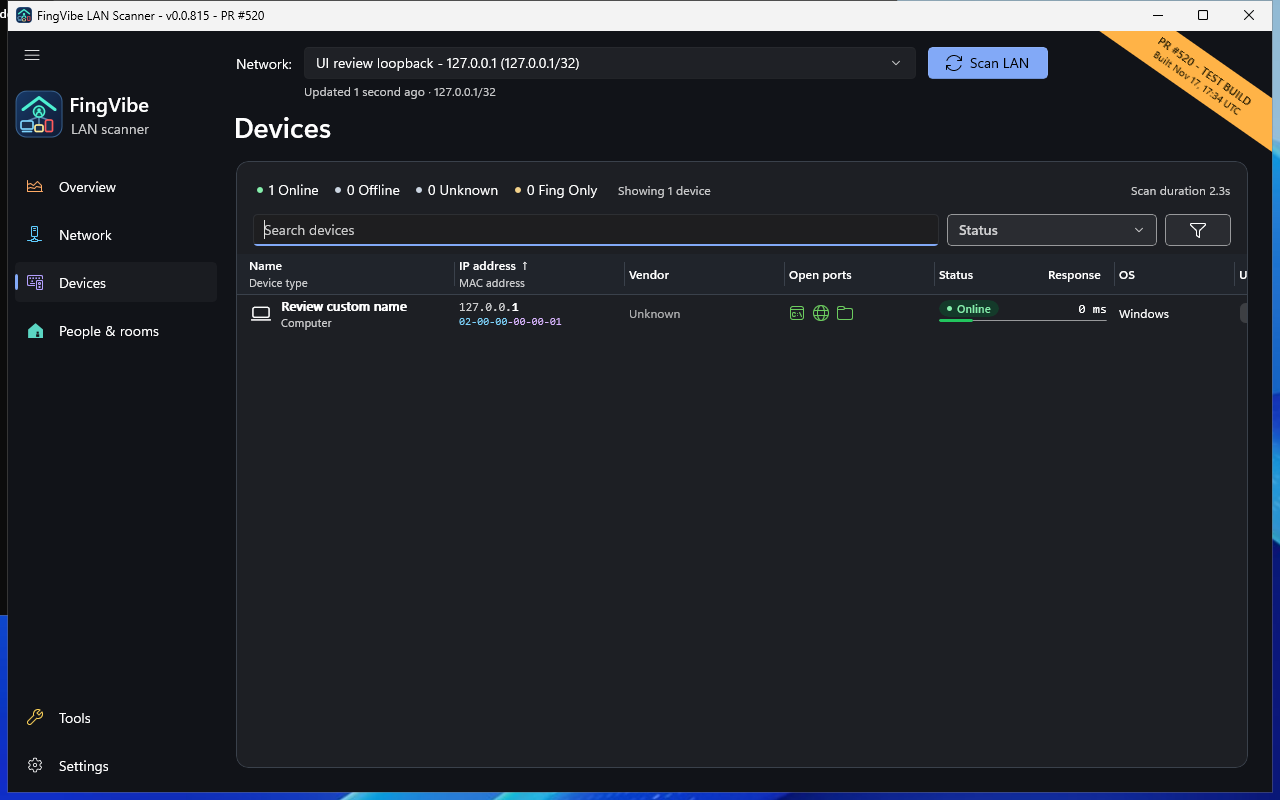 FingVibe LAN Scanner - v0.0.815 - PR #520
Network:
UI review loopback - 127.0.0.1 (127.0.0.1/32)
Scan LAN
PR #520 - TEST BUILD
Built Nov 17, 17:34 UTC
Updated 1 second ago · 127.0.0.1/32
FingVibe
LAN scanner
Devices
Overview
Network
Devices
People & rooms
Tools
Settings
1 Online
0 Offline
0 Unknown
0 Fing Only
Showing 1 device
Scan duration 2.3s
Search devices
Status
Name
Device type
IP address ↑
MAC address
Vendor
Open ports
Status
Response
OS
U
Review custom name
Computer
127.0.0.1
02-00-00-00-00-01
Unknown
C:\
Online
0 ms
Windows